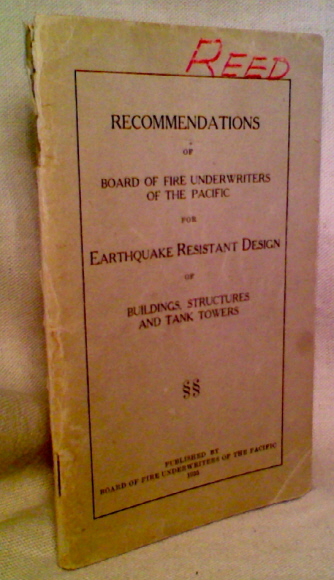 REED
RECOMMENDATIONS
OF
BOARD OF FIRE UNDERWRITERS
OF THE PACIFIC
FOR
EARTHQUAKE RESISTANT DESIGN
OF
BUILDINGS, STRUCTURES
AND TANK TOWERS
§§
PUBLISHED BY
BOARD OF FIRE UNDERWRITERS OF THE PACIFIC